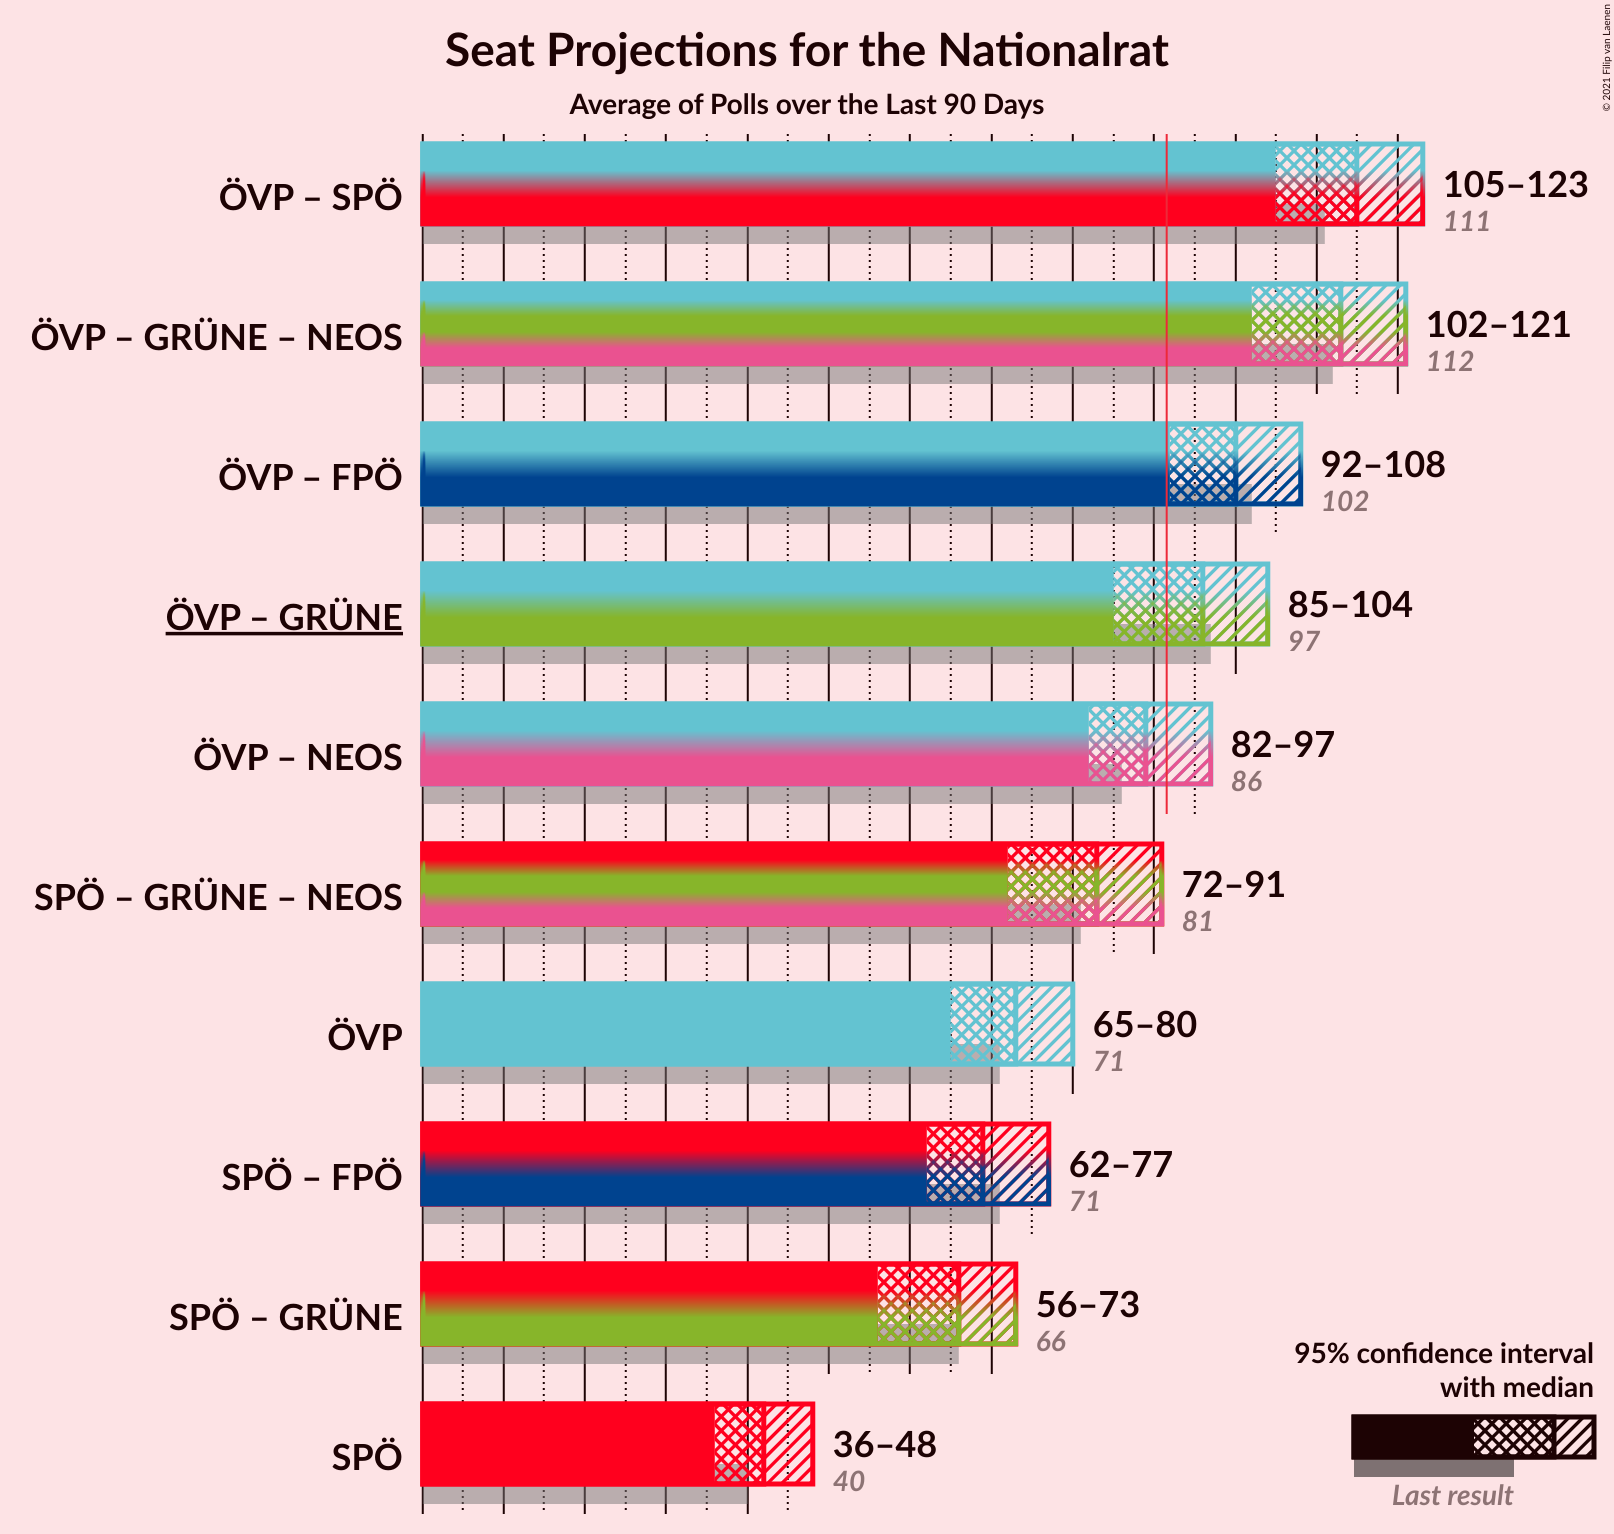 Seat Projections for the Nationalrat
Average of Polls over the Last 90 Days
© 2021 Filip van Laenen
ÖVP – SPÖ
105–123
111
ÖVP – GRÜNE – NEOS
102–121
112
ÖVP – FPÖ
92–108
102
ÖVP – GRÜNE
85–104
97
ÖVP – NEOS
82–97
86
SPÖ – GRÜNE – NEOS
72–91
81
ÖVP
65–80
71
SPÖ – FPÖ
62–77
71
SPÖ – GRÜNE
56–73
66
SPÖ
36–48
40
95% confidence interval
with median
Last result